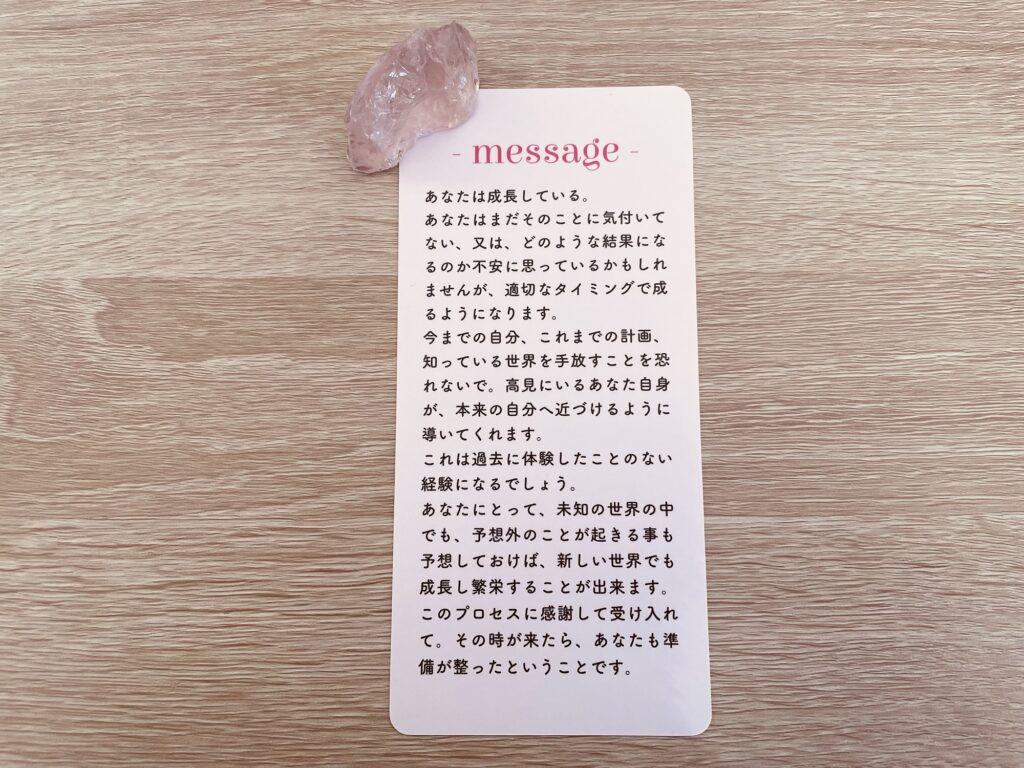 - message -
あなたは成長している。
あなたはまだそのことに気付いて
ない、又は、どのような結果にな
るのか不安に思っているかもしれ
ませんが、適切なタイミングで成
るようになります。
今までの自分、これまでの計画、
知っている世界を手放すことを恐
れないで。高見にいるあなた自身
が、本来の自分へ近づけるように
導いてくれます。
これは過去に体験したことのない
経験になるでしょう。
あなたにとって、未知の世界の中
でも、予想外のことが起きる事も
予想しておけば、新しい世界でも
成長し繁栄することが出来ます。
このプロセスに感謝して受け入れ
て。その時が来たら、あなたも準
備が整ったということです。